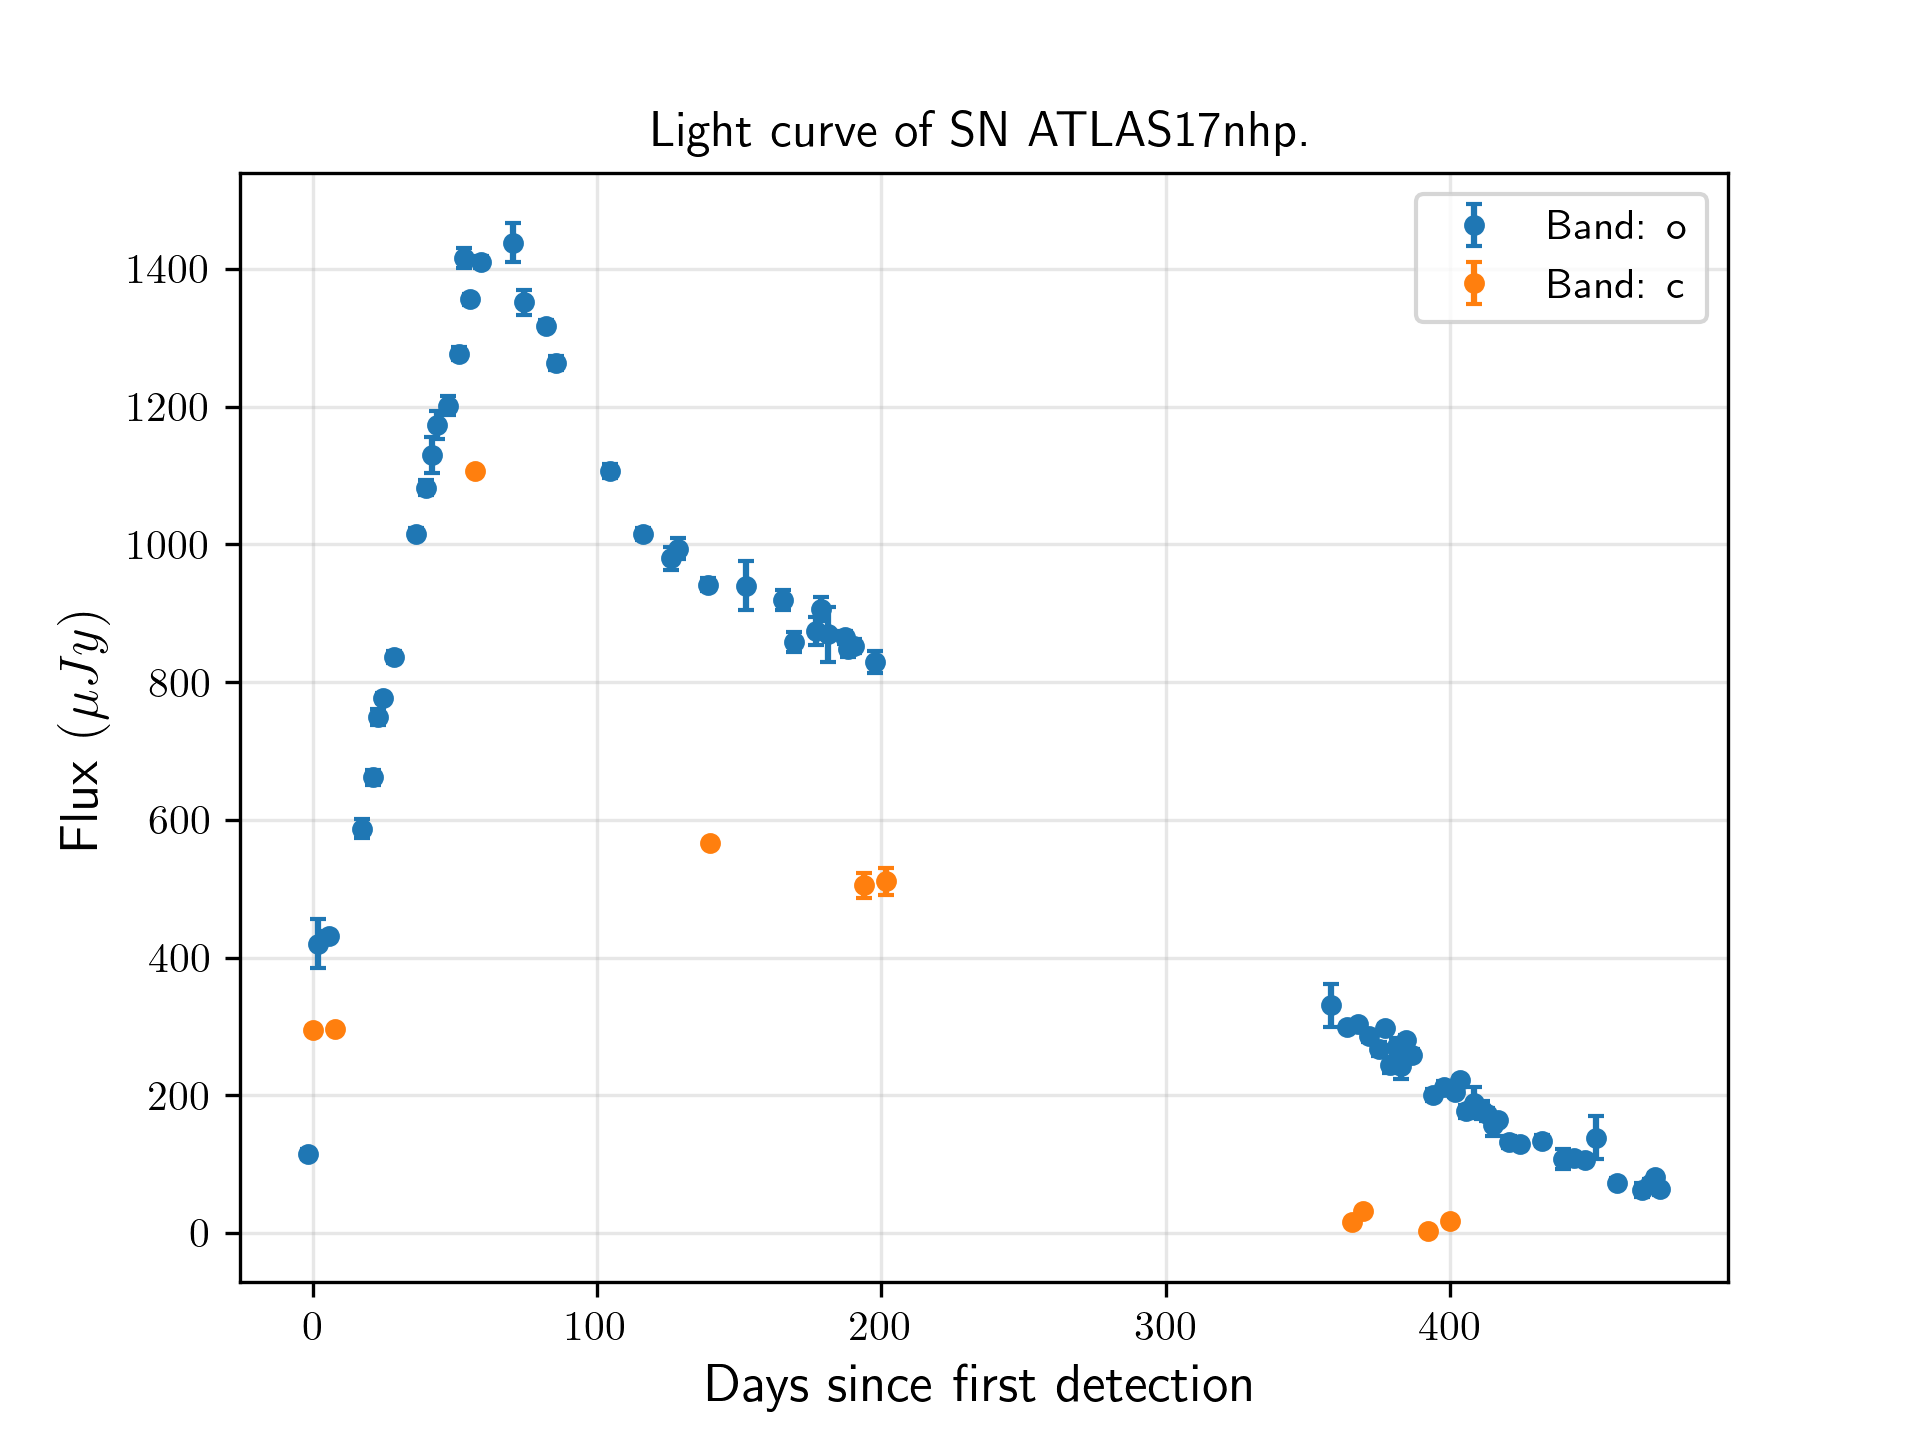 Light curve of SN ATLAS17nhp.
Band: o
Band: c
1400
1200
1000
800
600
400
200
0
Flux (μJy)
0 100 200 300 400
Days since first detection